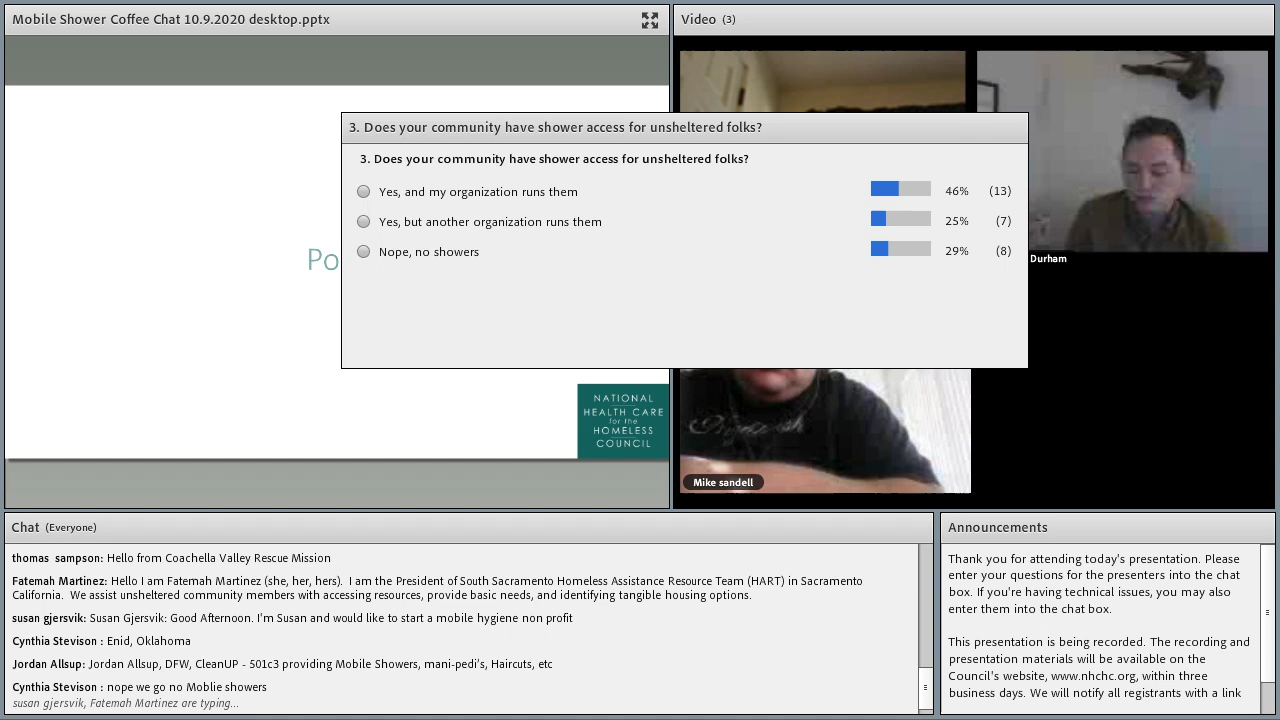 Mobile Shower Coffee Chat 10.9.2020 desktop.pptx
Video (3)
3. Does your community have shower access for unsheltered folks?
3. Does your community have shower access for unsheltered folks?
Yes, and my organization runs them 46% (13)
Yes, but another organization runs them 25% (7)
Nope, no showers 29% (8)
Po
Durham
NATIONAL
HEALTH CARE
for the
HOMELESS
COUNCIL
Mike sandell
Chat (Everyone)
thomas sampson: Hello from Coachella Valley Rescue Mission
Fatemah Martinez: Hello I am Fatemah Martinez (she, her, hers). I am the President of South Sacramento Homeless Assistance Resource Team (HART) in Sacramento
California. We assist unsheltered community members with accessing resources, provide basic needs, and identifying tangible housing options.
susan gjersvik: Susan Gjersvik: Good Afternoon. I'm Susan and would like to start a mobile hygiene non profit
Cynthia Stevison : Enid, Oklahoma
Jordan Allsup: Jordan Allsup, DFW, CleanUP - 501c3 providing Mobile Showers, mani-pedi's, Haircuts, etc
Cynthia Stevison : nope we go no Moblie showers
susan gjersvik, Fatemah Martinez are typing...
Announcements
Thank you for attending today's presentation. Please
enter your questions for the presenters into the chat
box. If you're having technical issues, you may also
enter them into the chat box.
This presentation is being recorded. The recording and
presentation materials will be available on the
Council's website, www.nhchc.org, within three
business days. We will notify all registrants with a link